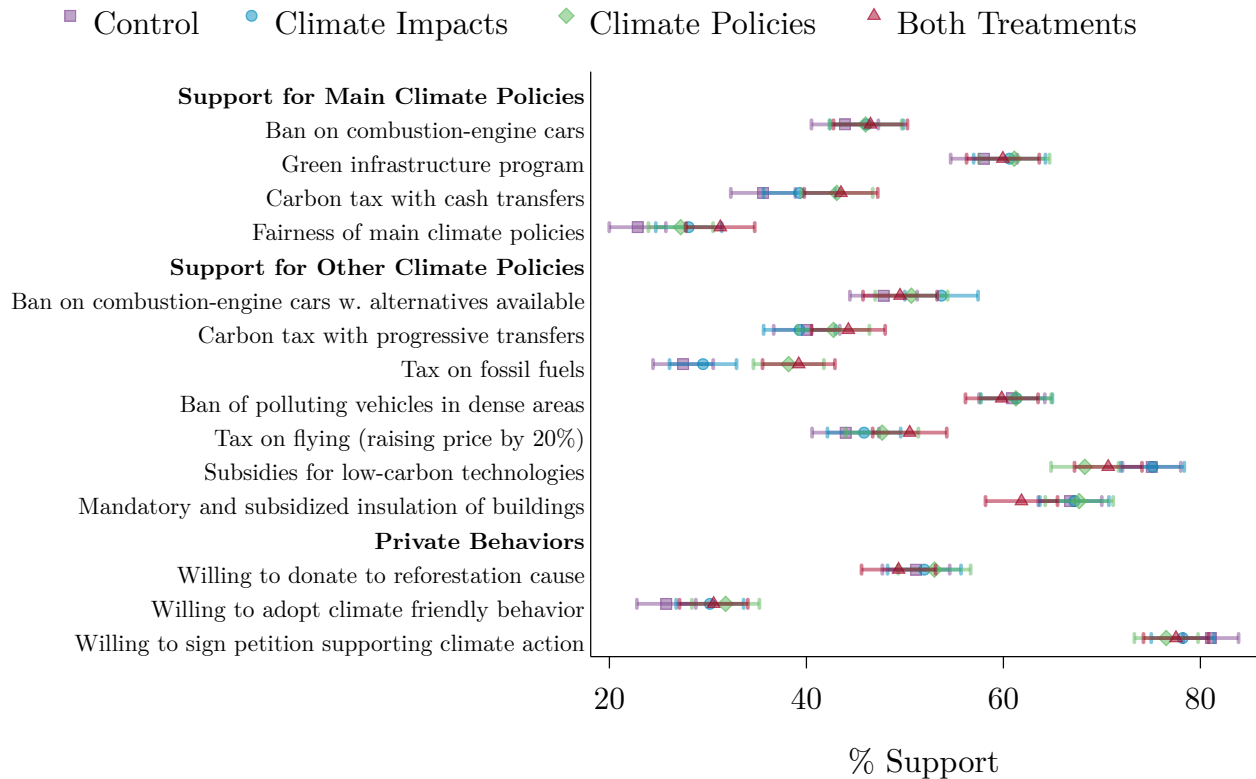 Control Climate Impacts Climate Policies Both Treatments
Support for Main Climate Policies
Ban on combustion-engine cars
Green infrastructure program
Carbon tax with cash transfers
Fairness of main climate policies
Support for Other Climate Policies
Ban on combustion-engine cars w. alternatives available
Carbon tax with progressive transfers
Tax on fossil fuels
Ban of polluting vehicles in dense areas
Tax on flying (raising price by 20%)
Subsidies for low-carbon technologies
Mandatory and subsidized insulation of buildings
Private Behaviors
Willing to donate to reforestation cause
Willing to adopt climate friendly behavior
Willing to sign petition supporting climate action
20 40 60 80
% Support